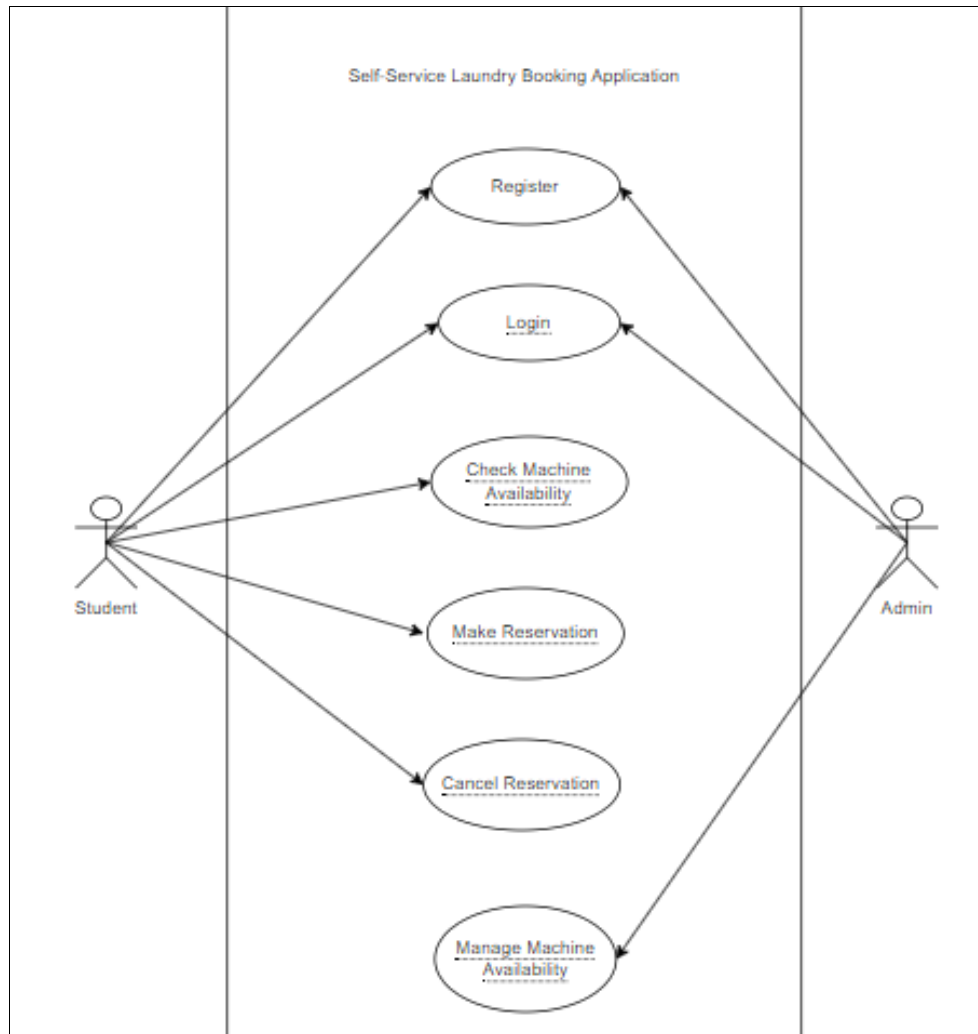 Self-Service Laundry Booking Application
Register
Login
Check Machine
Availability
Student
Admin
Make Reservation
Cancel Reservation
Manage Machine
Availability